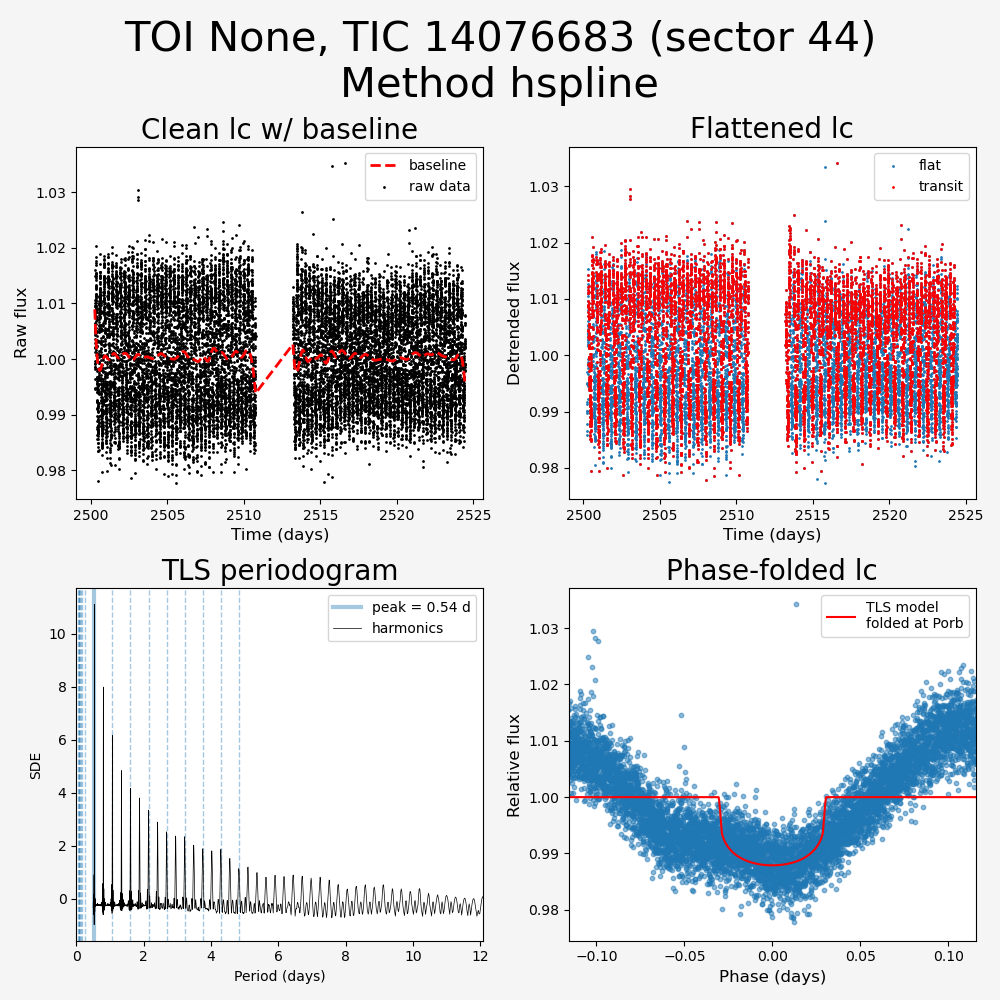 TOI None, TIC 14076683 (sector 44)
Method hspline
Clean lc w/ baseline
Raw flux
1.03
1.02
1.01
1.00
0.99
0.98
baseline
raw data
2500
2505
2510
2515
2520
2525
Time (days)
Flattened lc
Detrended flux
1.03
1.02
1.01
1.00
0.99
0.98
flat
transit
2500
2505
2510
2515
2520
2525
Time (days)
TLS periodogram
SDE
10
8
6
4
2
0
peak = 0.54 d
harmonics
0
2
4
6
8
10
12
Period (days)
Phase-folded lc
Relative flux
1.03
1.02
1.01
1.00
0.99
0.98
TLS model
folded at Porb
−0.10
−0.05
0.00
0.05
0.10
Phase (days)